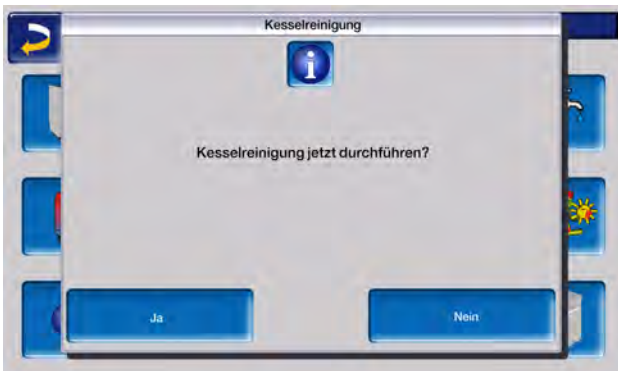 Kesselreinigung
i
Kesselreinigung jetzt durchführen?
Ja
Nein